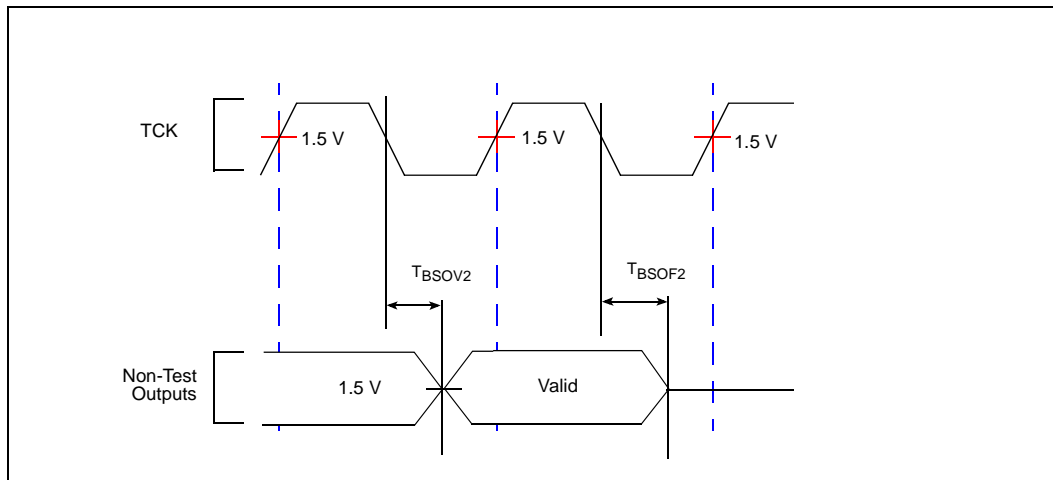 TCK
1.5 V
1.5 V
1.5 V
TBSOV2
TBSOF2
Non-Test
Outputs
1.5 V
Valid